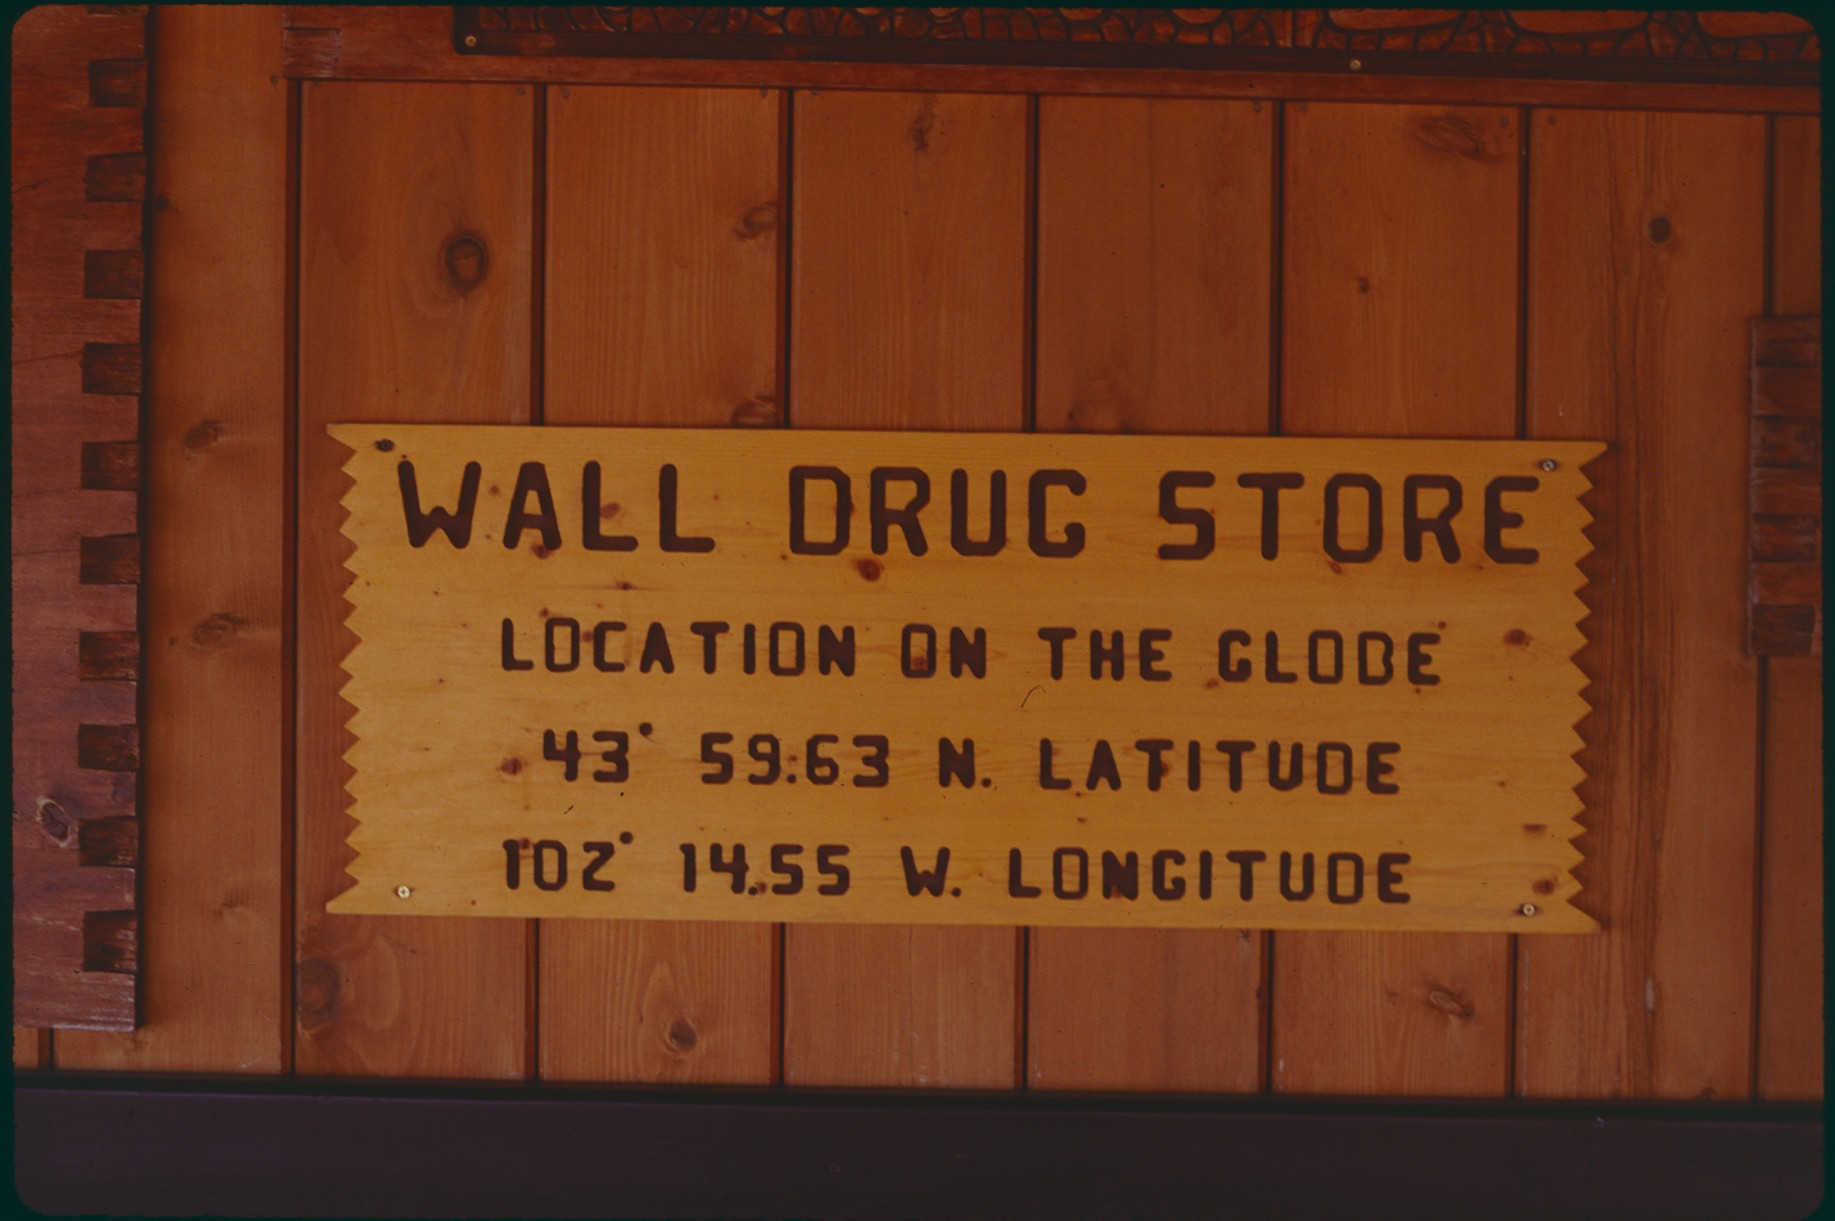 WALL DRUG STORE
LOCATION ON THE GLOBE
43° 59.63 N. LATITUDE
102° 14.55 W. LONGITUDE